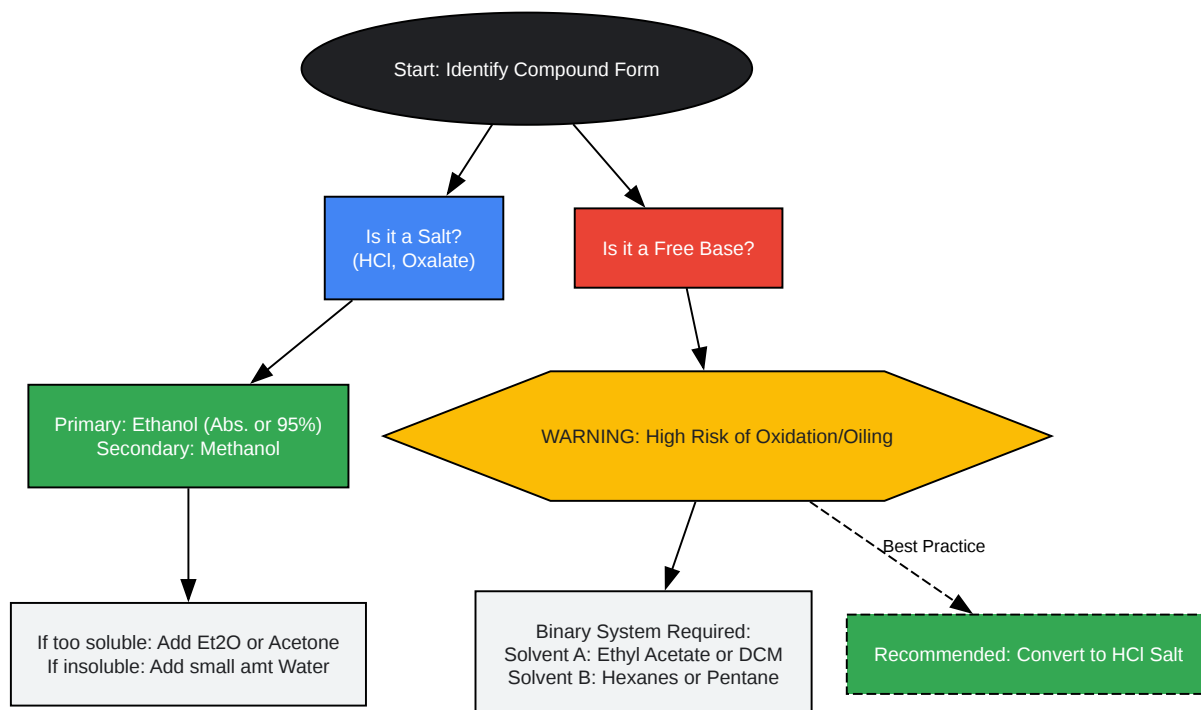 Start: Identify Compound Form
Is it a Salt?
(HCl, Oxalate)
Is it a Free Base?
Primary: Ethanol (Abs. or 95%)
Secondary: Methanol
WARNING: High Risk of Oxidation/Oiling
Best Practice
If too soluble: Add Et2O or Acetone
If insoluble: Add small amt Water
Binary System Required:
Solvent A: Ethyl Acetate or DCM
Solvent B: Hexanes or Pentane
Recommended: Convert to HCl Salt